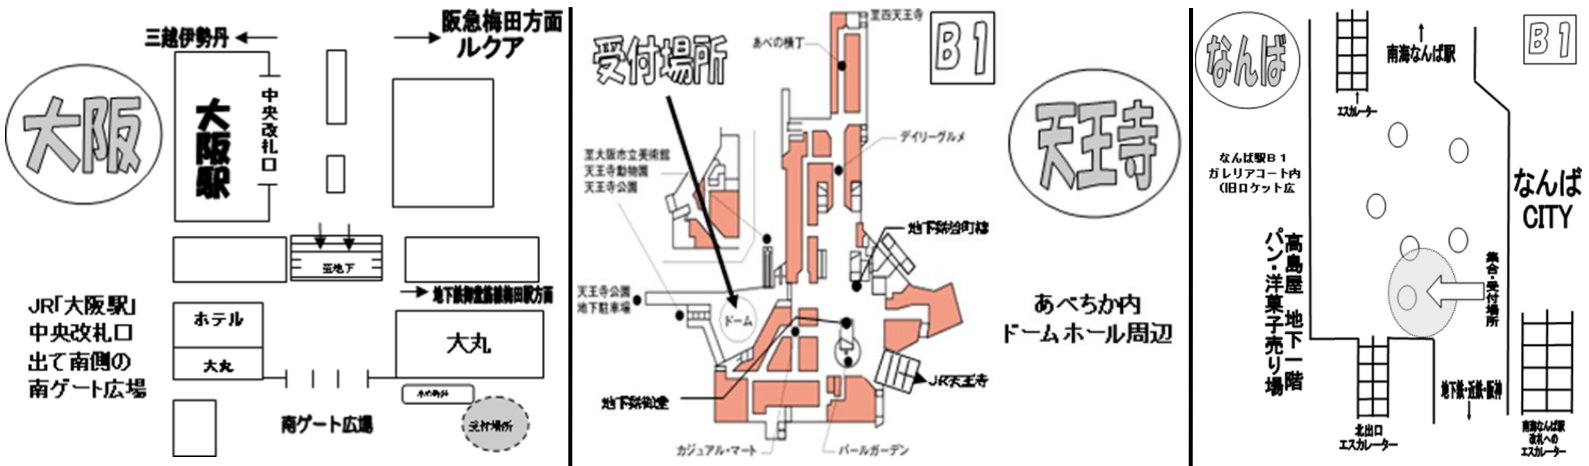 三越伊勢丹
阪急梅田方面
ルクア
大阪
大阪駅
中央改札口
至地下
地下鉄御堂筋線梅田駅方面
JR「大阪駅」
中央改札口
出て南側の
南ゲート広場
ホテル
大丸
大丸
水の時計
南ゲート広場
受付場所
受付場所
B1
天王寺
至四天王寺
あべの横丁
デイリーグルメ
至大阪市立美術館
天王寺動物園
天王寺公園
地下鉄谷町線
天王寺公園
地下駐車場
ドーム
あべちか内
ドームホール周辺
JR天王寺
地下鉄御堂
カジュアル・マート
パールガーデン
なんば
B1
南海なんば駅
エスカレーター
なんば駅B1
ガレリアコート内
(旧ロケット広
なんば
CITY
高島屋 地下一階
パン・洋菓子売り場
集合・受付場所
地下鉄・近鉄・阪神
北出口
エスカレーター
南海なんば駅
改札への
エスカレーター